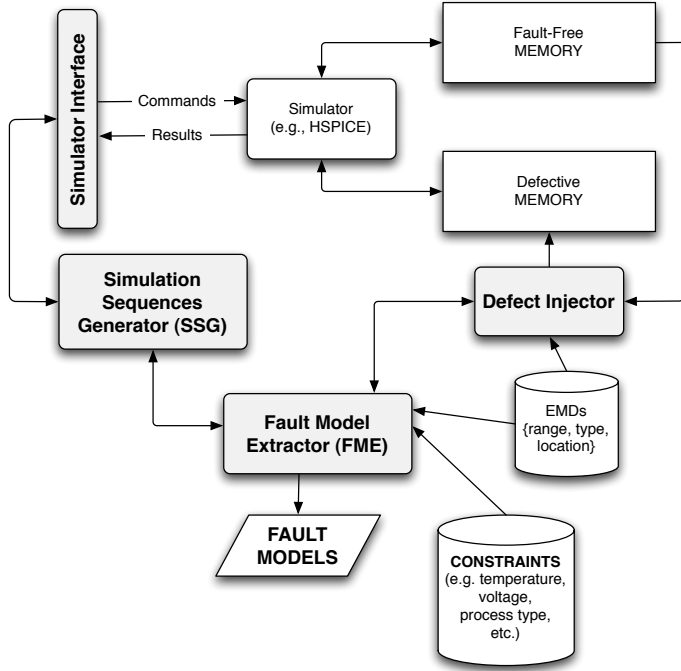 Fault-Free
MEMORY
Simulator Interface
Commands
Simulator
(e.g., HSPICE)
Results
Defective
MEMORY
Simulation
Sequences
Generator (SSG)
Defect Injector
EMDs
{range, type,
location}
Fault Model
Extractor (FME)
FAULT
MODELS
CONSTRAINTS
(e.g. temperature,
voltage,
process type,
etc.)